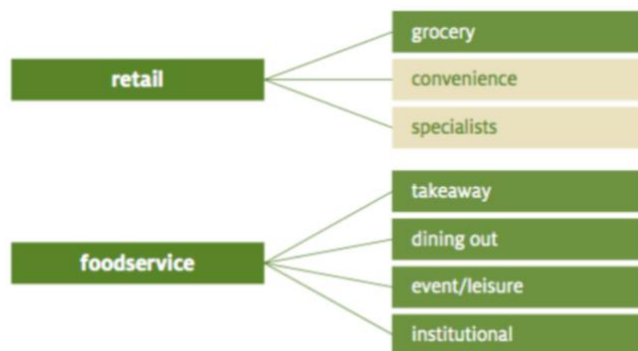 retail
grocery
convenience
specialists
foodservice
takeaway
dining out
event/leisure
institutional